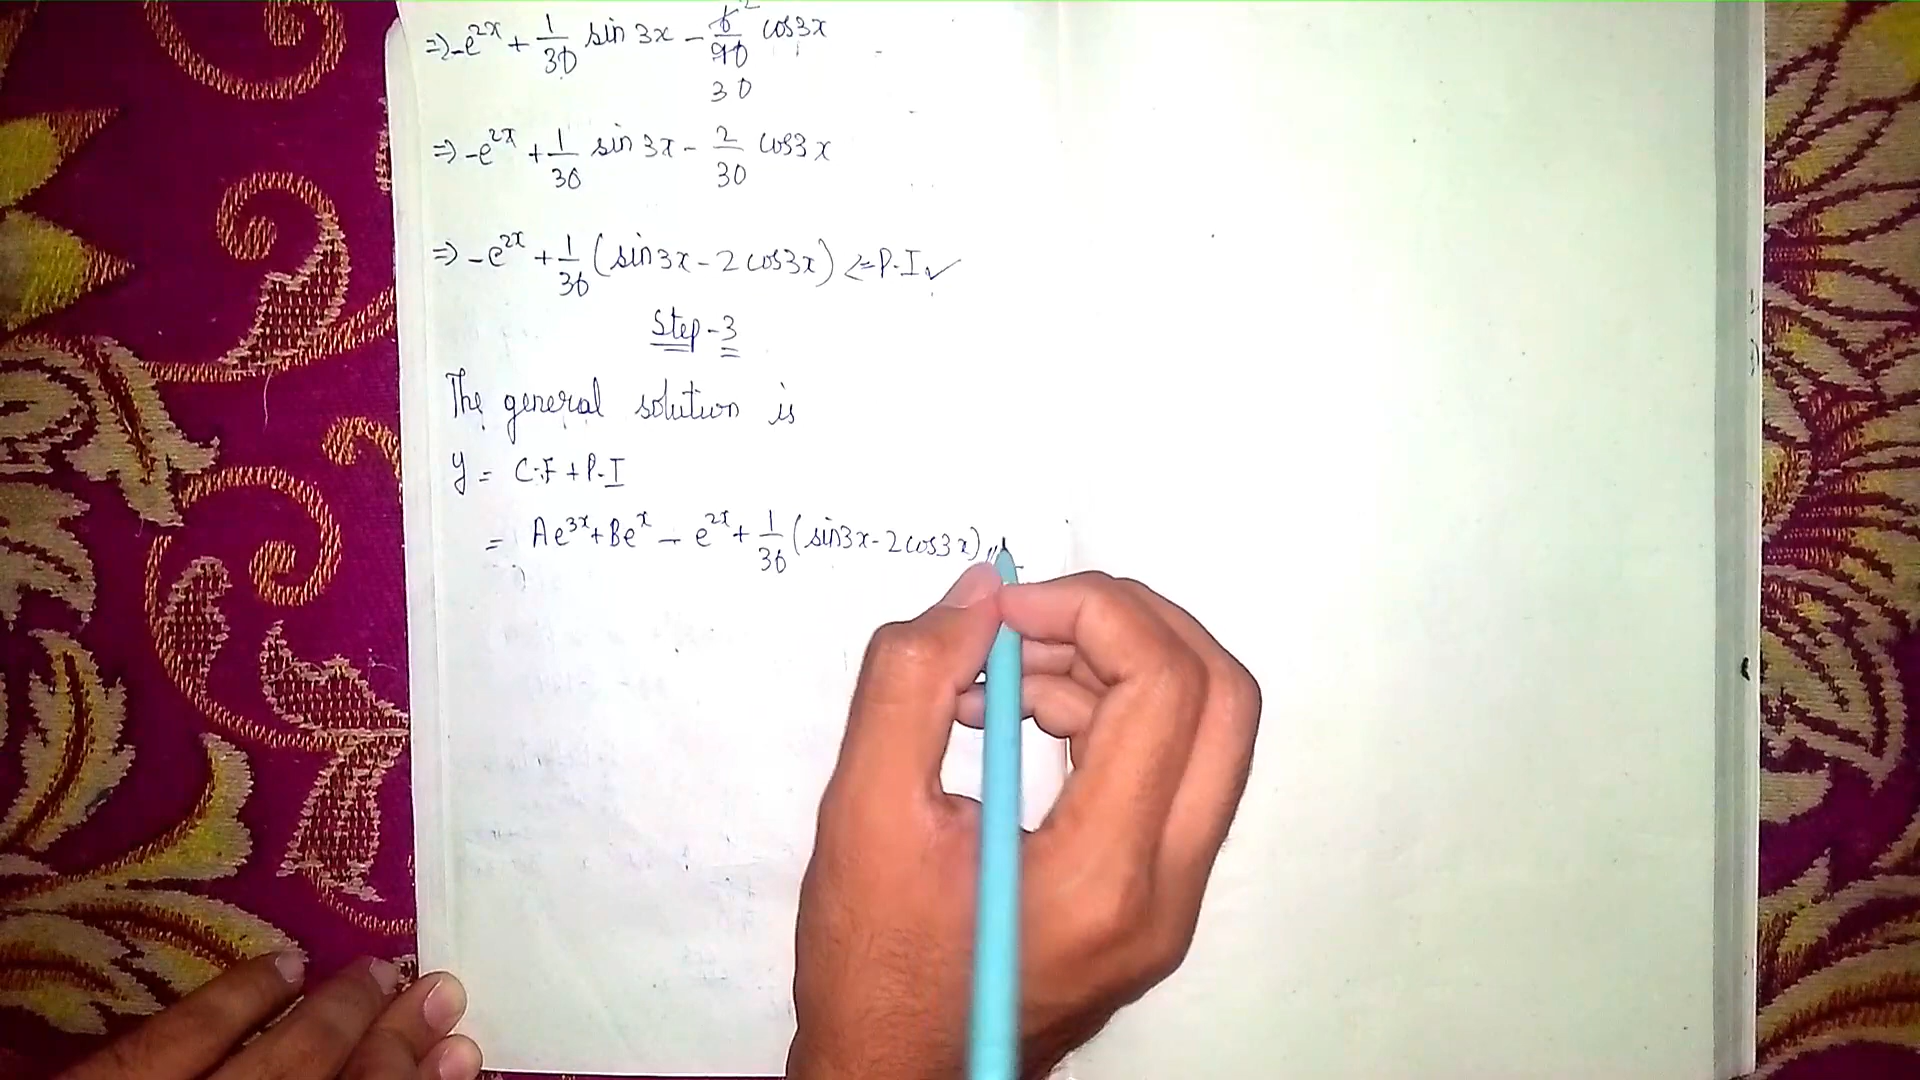 ⇒ -e^2x + 1/30 sin 3x - 6/90 cos3x
2
30
⇒ -e^2x + 1/30 sin 3x - 2/30 cos3x
⇒ -e^2x + 1/30 (sin3x - 2cos3x) <= P.I ✓
Step-3
The general solution is
y = C.F + P.I
= Ae^3x + Be^x - e^2x + 1/30 (sin3x - 2cos3x) //